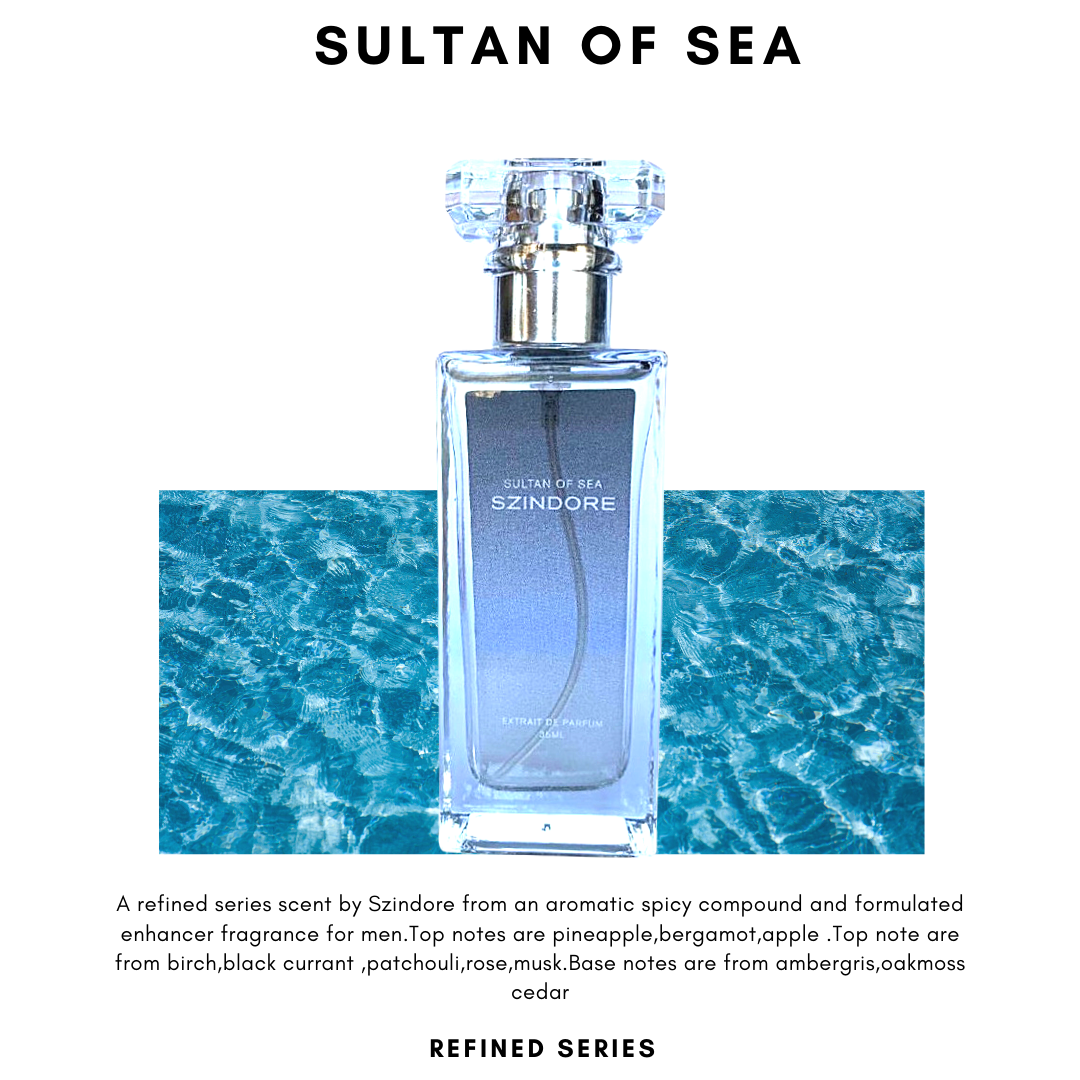 SULTAN OF SEA
SULTAN OF SEA
SZINDORE
EXTRAIT DE PARFUM
35ML
A refined series scent by Szindore from an aromatic spicy compound and formulated
enhancer fragrance for men.Top notes are pineapple,bergamot,apple .Top note are
from birch,black currant ,patchouli,rose,musk.Base notes are from ambergris,oakmoss
cedar
REFINED SERIES